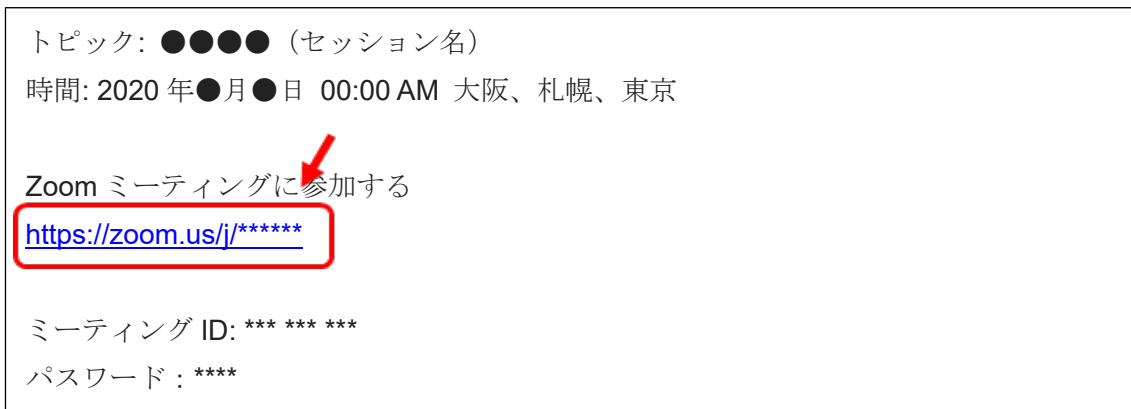 トピック: ●●●●（セッション名）
時間: 2020 年●月●日 00:00 AM 大阪、札幌、東京
Zoom ミーティングに参加する
https://zoom.us/j/******
ミーティング ID: *** *** ***
パスワード：****